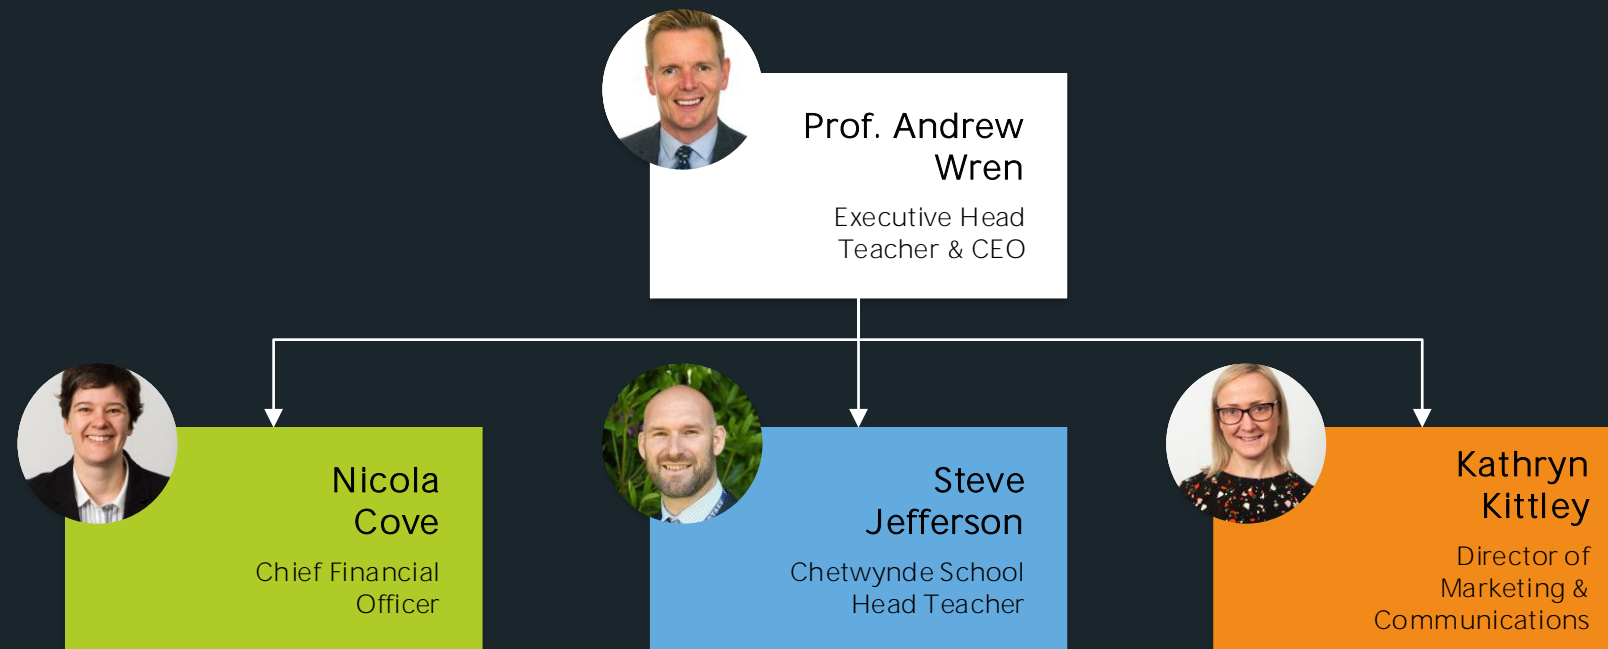 Prof. Andrew
Wren
Executive Head
Teacher & CEO
Nicola
Cove
Chief Financial
Officer
Steve
Jefferson
Chetwynde School
Head Teacher
Kathryn
Kittley
Director of
Marketing &
Communications